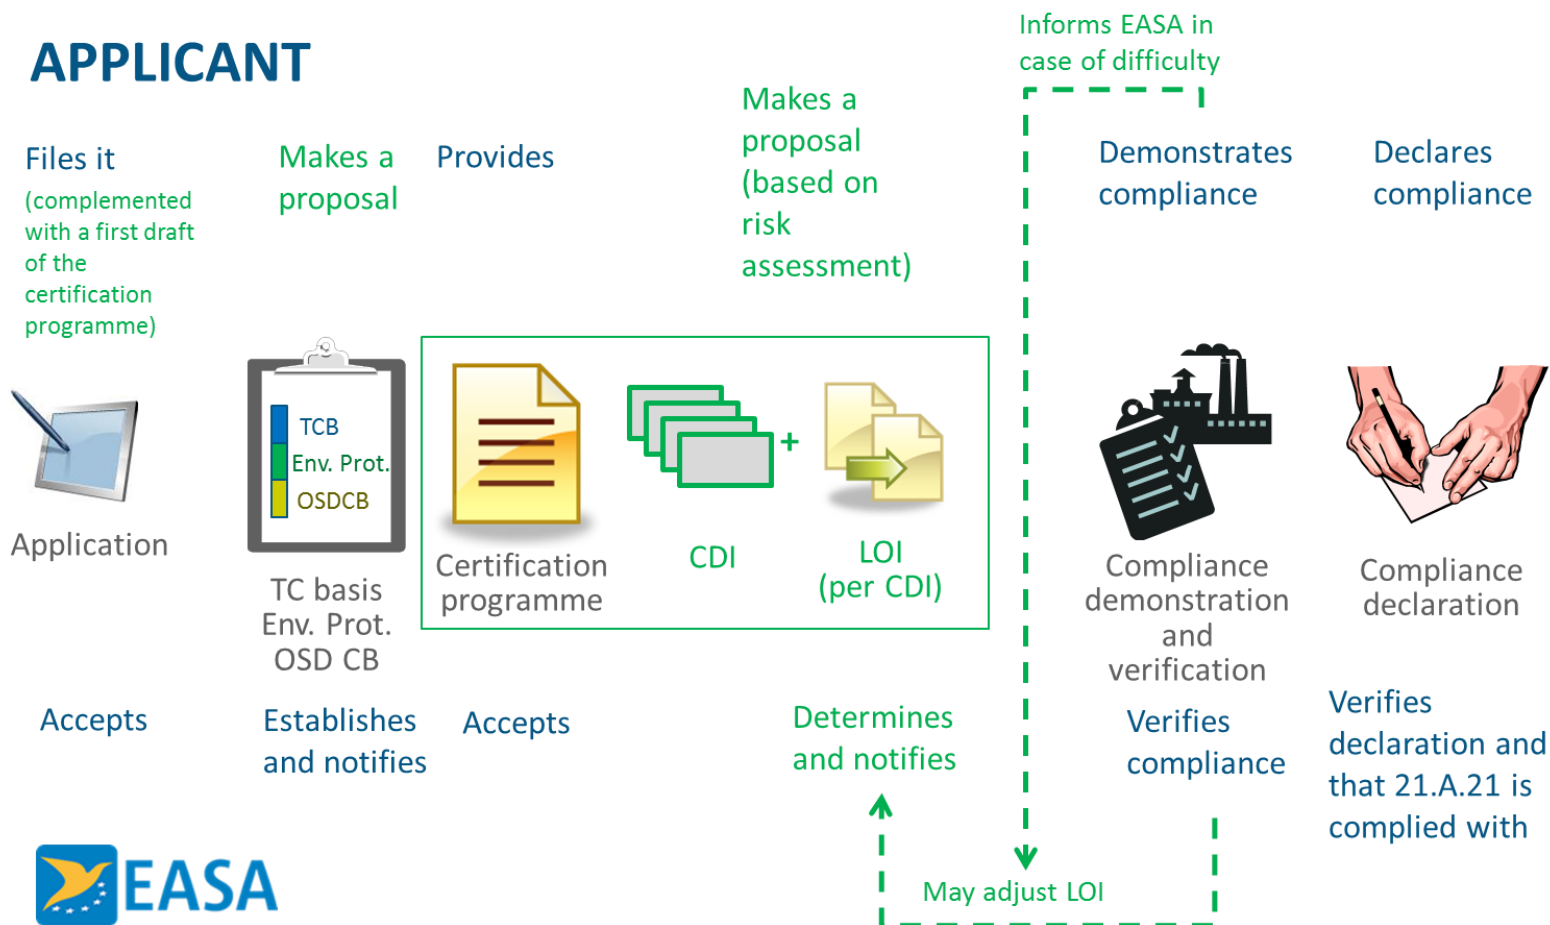 APPLICANT
Informs EASA in
case of difficulty
Files it
(complemented
with a first draft
of the
certification
programme)
Makes a
proposal
Provides
Makes a
proposal
(based on
risk
assessment)
Demonstrates
compliance
Declares
compliance
TCB
Env. Prot.
OSDCB
+
Application
TC basis
Env. Prot.
OSD CB
Certification
programme
CDI
LOI
(per CDI)
Compliance
demonstration
and
verification
Compliance
declaration
Accepts
Establishes
and notifies
Accepts
Determines
and notifies
Verifies
compliance
Verifies
declaration and
that 21.A.21 is
complied with
May adjust LOI
EASA